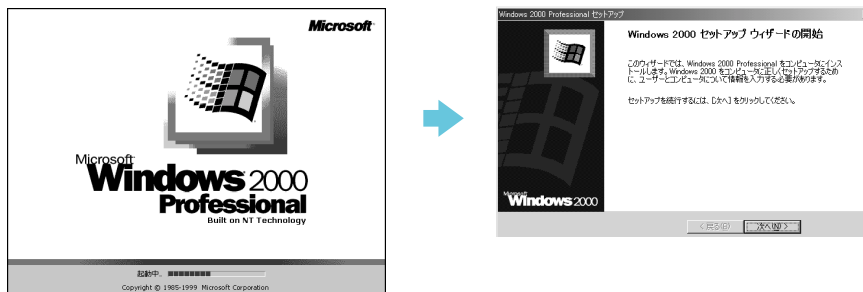 Microsoft
Microsoft
Windows 2000
Professional
Built on NT Technology
起動中...
Copyright © 1985-1999 Microsoft Corporation
Windows 2000 Professional セットアップ
Windows 2000 セットアップ ウィザードの開始
このウィザードでは、Windows 2000 Professional をコンピュータにインス
トールします。Windows 2000 をコンピュータに正しくセットアップするため
に、ユーザーとコンピュータについて情報を入力する必要があります。
セットアップを続行するには、[次へ] をクリックしてください。
Microsoft
Windows 2000
< 戻る(B)
次へ(N) >